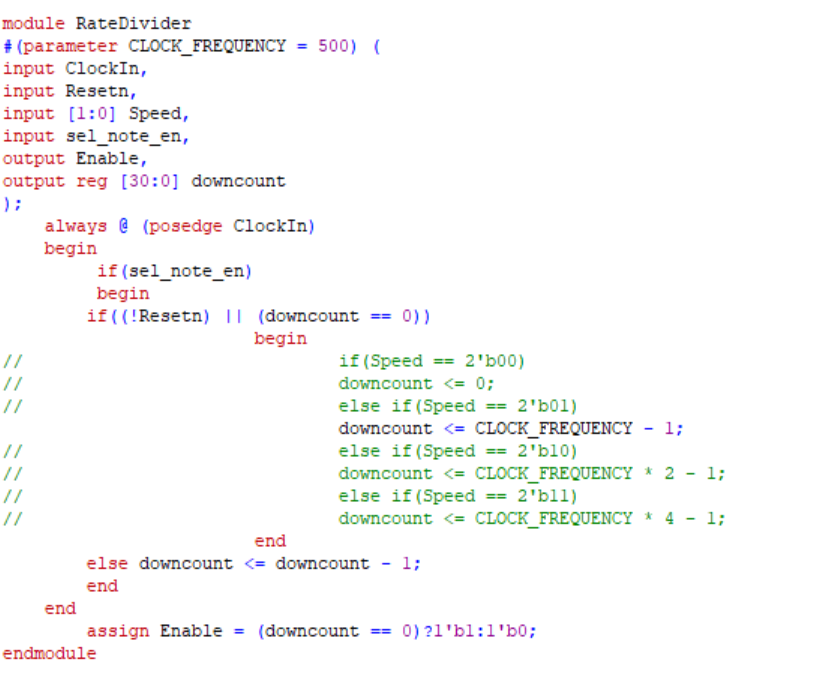 module RateDivider
#(parameter CLOCK_FREQUENCY = 500) (
input ClockIn,
input Resetn,
input [1:0] Speed,
input sel_note_en,
output Enable,
output reg [30:0] downcount
);
always @ (posedge ClockIn)
begin
if(sel_note_en)
begin
if((!Resetn) || (downcount == 0))
begin
// if(Speed == 2'b00)
// downcount <= 0;
// else if(Speed == 2'b01)
downcount <= CLOCK_FREQUENCY - 1;
// else if(Speed == 2'b10)
// downcount <= CLOCK_FREQUENCY * 2 - 1;
// else if(Speed == 2'b11)
// downcount <= CLOCK_FREQUENCY * 4 - 1;
end
else downcount <= downcount - 1;
end
end
assign Enable = (downcount == 0)?1'b1:1'b0;
endmodule